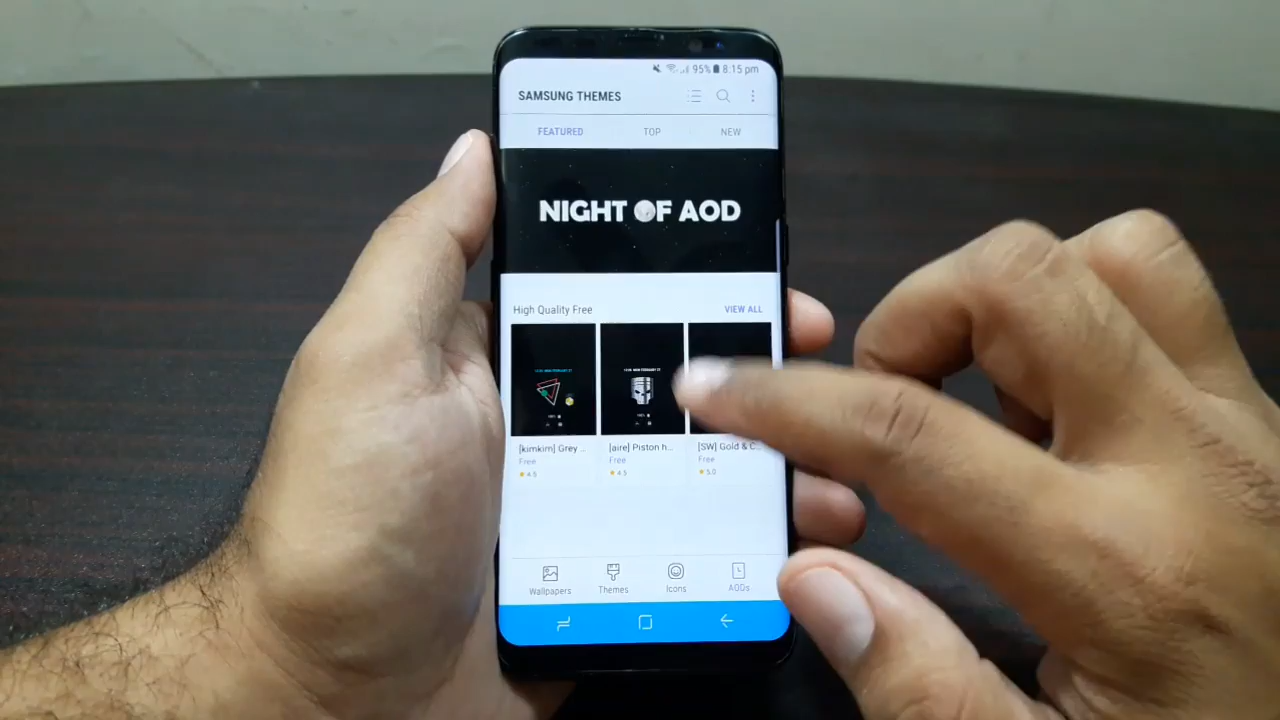 95% 8:15 pm
SAMSUNG THEMES
FEATURED TOP NEW
NIGHT OF AOD
High Quality Free VIEW ALL
[kimkim] Grey .. [aire] Piston h... [SW] Gold & C...
Free Free Free
4.5 4.5 5.0
Wallpapers Themes Icons AODs